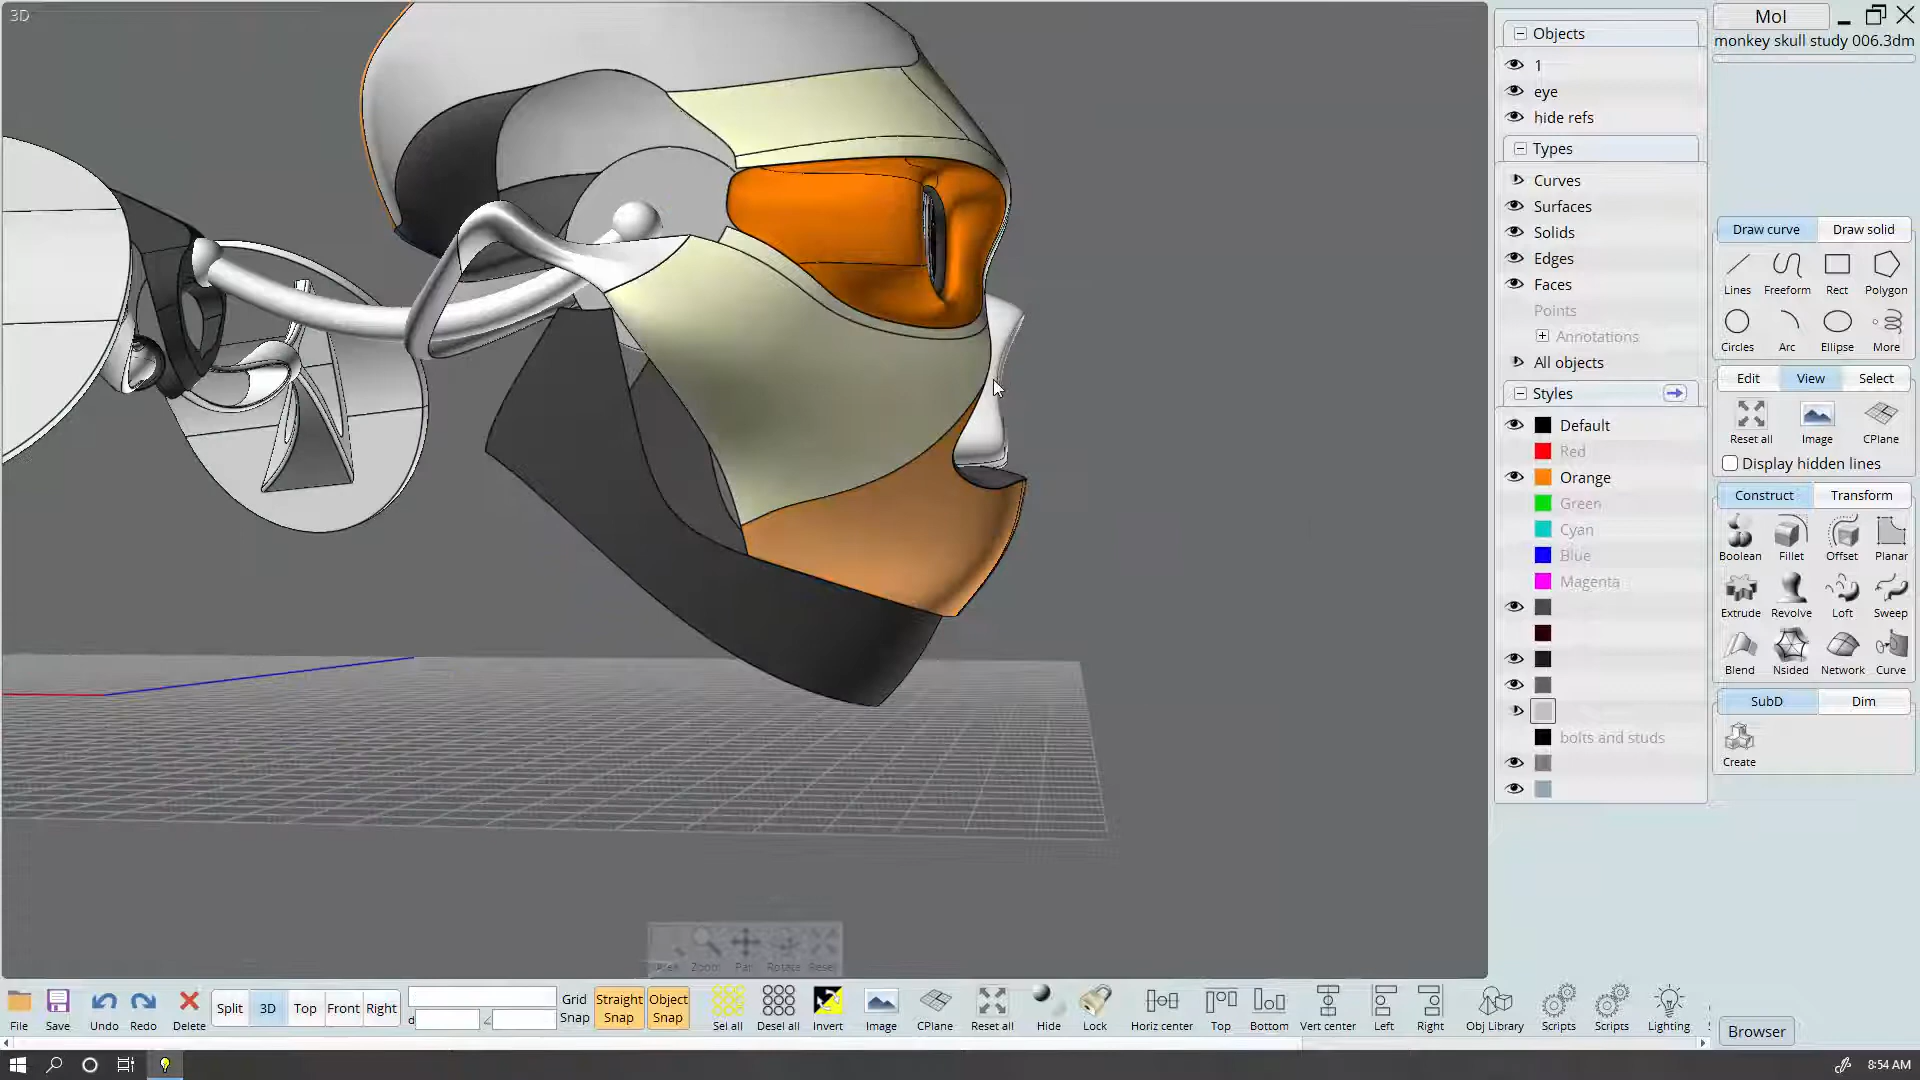 3D
Objects
1
eye
hide refs
Types
Curves
Surfaces
Solids
Edges
Faces
Points
Annotations
All objects
Styles
Default
Red
Orange
Green
Cyan
Blue
Magenta
bolts and studs
MoI
monkey skull study 006.3dm
Draw curve Draw solid
Lines Freeform Rect Polygon
Circles Arc Ellipse More
Edit View Select
Reset all Image CPlane
Display hidden lines
Construct Transform
Boolean Fillet Offset Planar
Extrude Revolve Loft Sweep
Blend Nsided Network Curve
SubD Dim
Create
Area Zoom Pan Rotate Reset
File Save Undo Redo Delete
Split 3D Top Front Right
d
Grid Snap
Straight Snap
Object Snap
Sel all Desel all Invert Image CPlane Reset all Hide Lock Horiz center Top Bottom Vert center Left Right Obj Library Scripts Scripts Lighting
Browser
8:54 AM